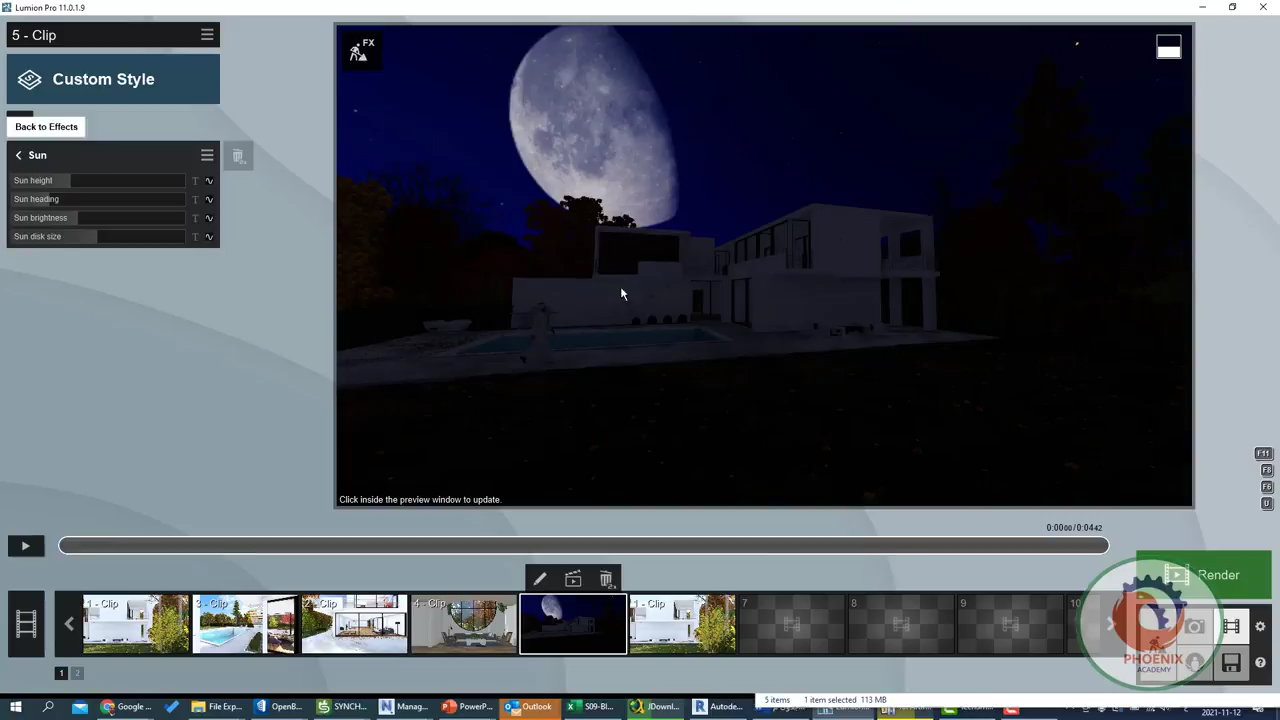 Lumion Pro 11.0.1.9
5 - Clip
FX
Custom Style
Back to Effects
Sun
Sun height
T
Sun heading
T
Sun brightness
T
Sun disk size
T
Click inside the preview window to update.
F11
F8
F6
U
0:0000/0:0442
Render
1 - Clip
3 - Clip
2 - Clip
4 - Clip
1 - Clip
7
8
9
10
PHOENIX
ACADEMY
1
2
5 items
1 item selected 113 MB
Google ...
File Exp...
OpenB...
SYNC-...
Manag...
PowerP...
Outlook
S09-Bl...
JDownl...
Autode...
2021-11-12